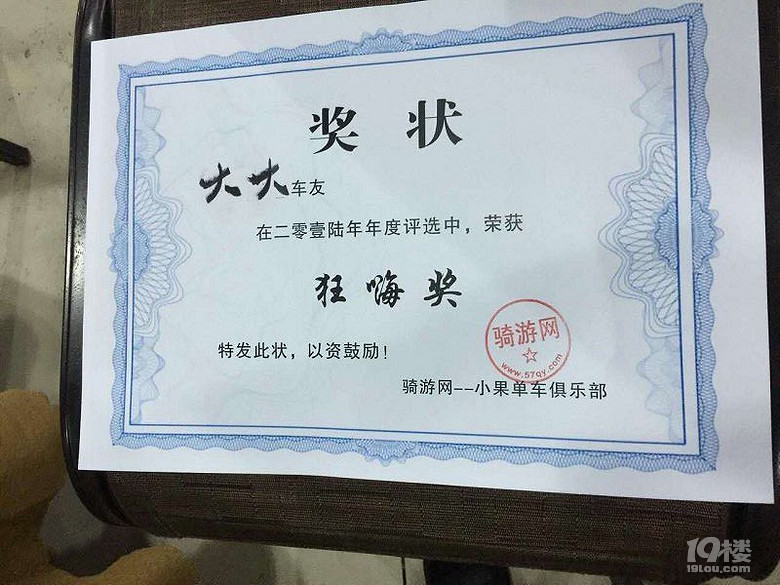 奖状
大大车友
在二零壹陆年年度评选中，荣获
狂嗨奖
特发此状，以资鼓励！
骑游网
www.57qy.com
骑游网--小果单车俱乐部
19楼
19lou.com